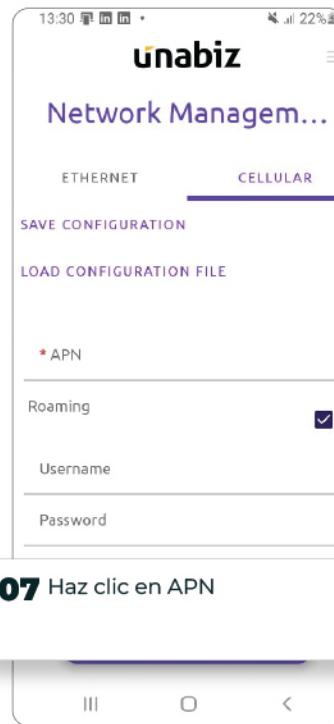 13:30
22%
unabiz
Network Managem...
ETHERNET CELLULAR
SAVE CONFIGURATION
LOAD CONFIGURATION FILE
* APN
Roaming
Username
Password
07 Haz clic en APN